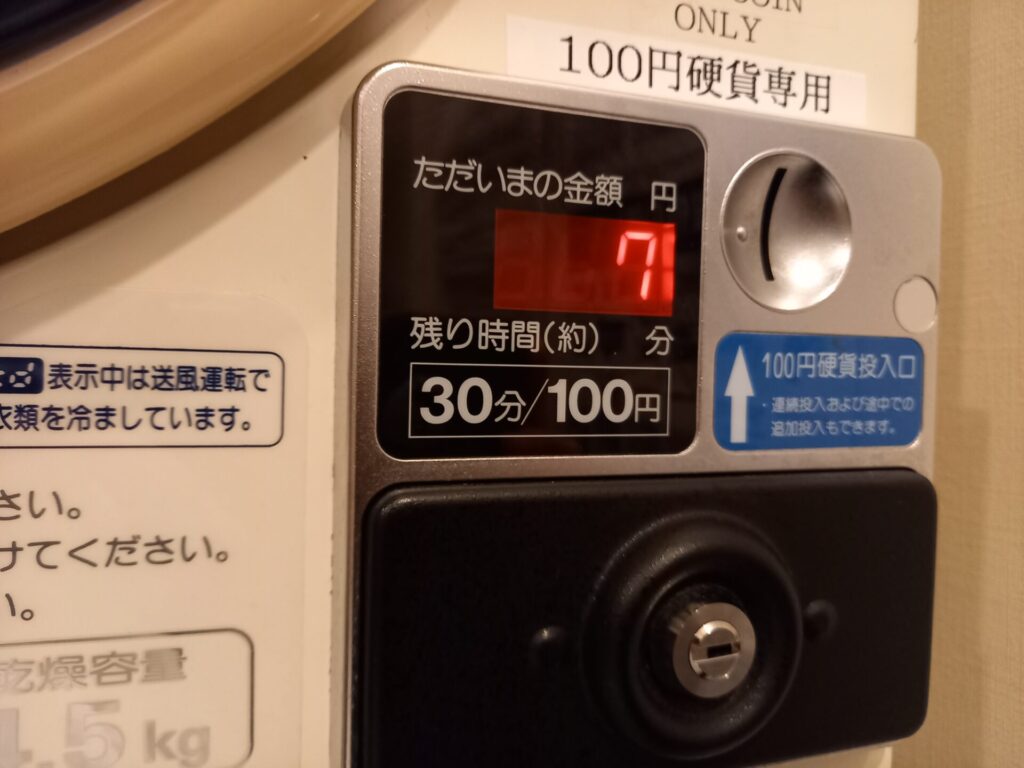 COIN
ONLY
100円硬貨専用
ただいまの金額 円
7
残り時間(約) 分
30分/100円
100円硬貨投入口
・連続投入および途中での
追加投入もできます。
表示中は送風運転で
衣類を冷ましています。
さい。
けてください。
い。
乾燥容量
4.5kg